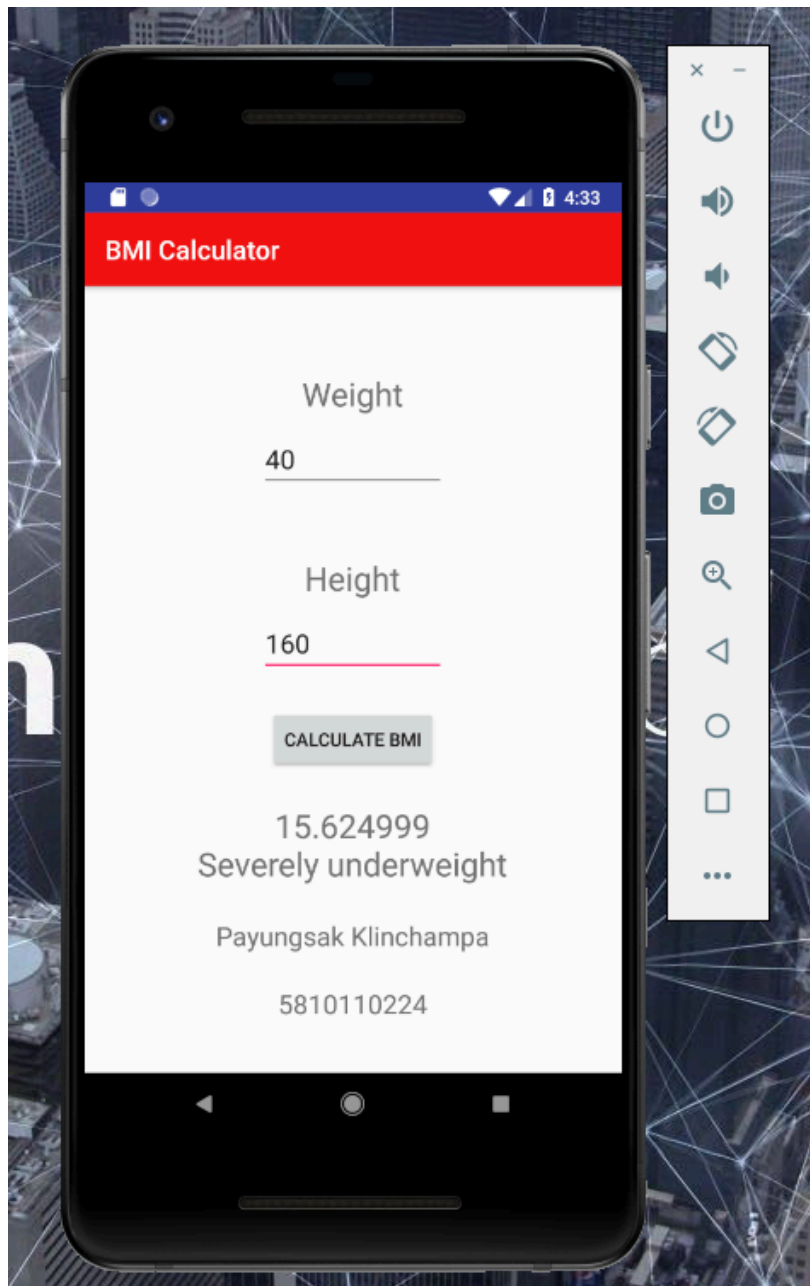 4:33
BMI Calculator
Weight
40
Height
160
CALCULATE BMI
15.624999
Severely underweight
Payungsak Klinchampa
5810110224